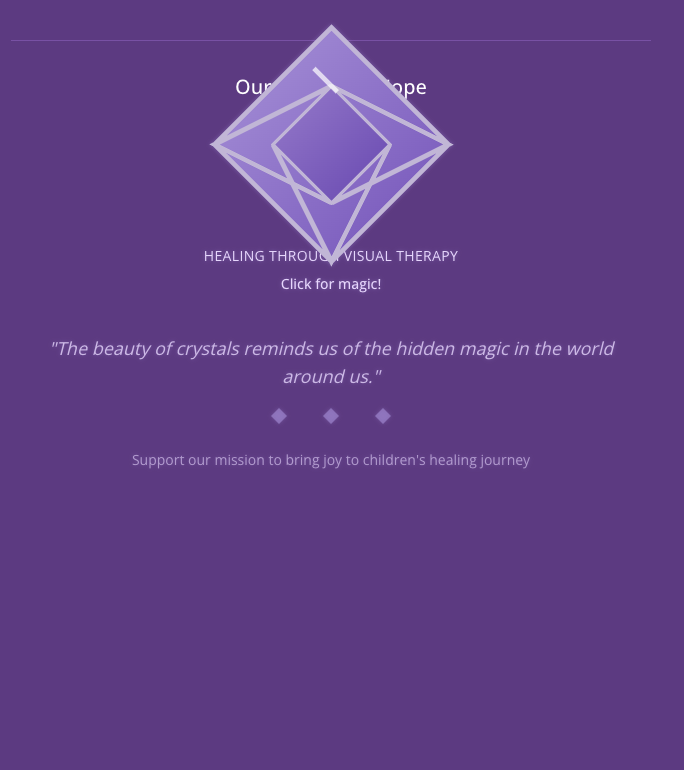 Our ope
HEALING THROUGH VISUAL THERAPY
Click for magic!
"The beauty of crystals reminds us of the hidden magic in the world
around us."
Support our mission to bring joy to children's healing journey